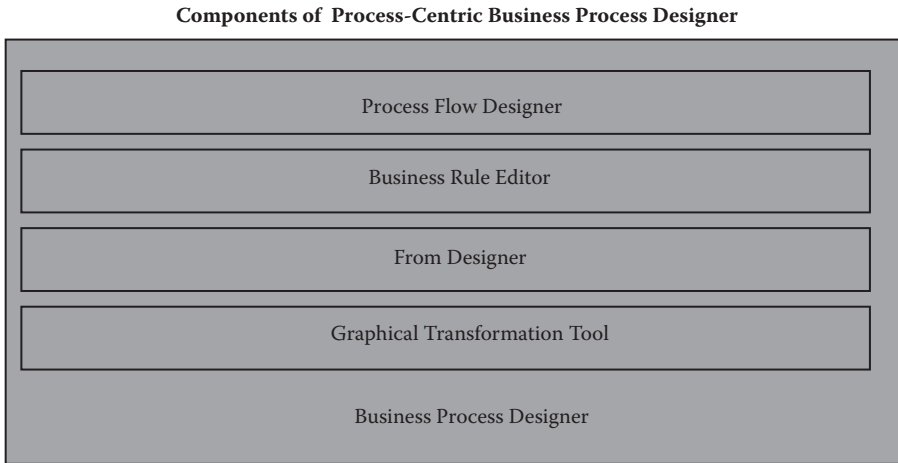 Components of Process-Centric Business Process Designer
Process Flow Designer
Business Rule Editor
From Designer
Graphical Transformation Tool
Business Process Designer